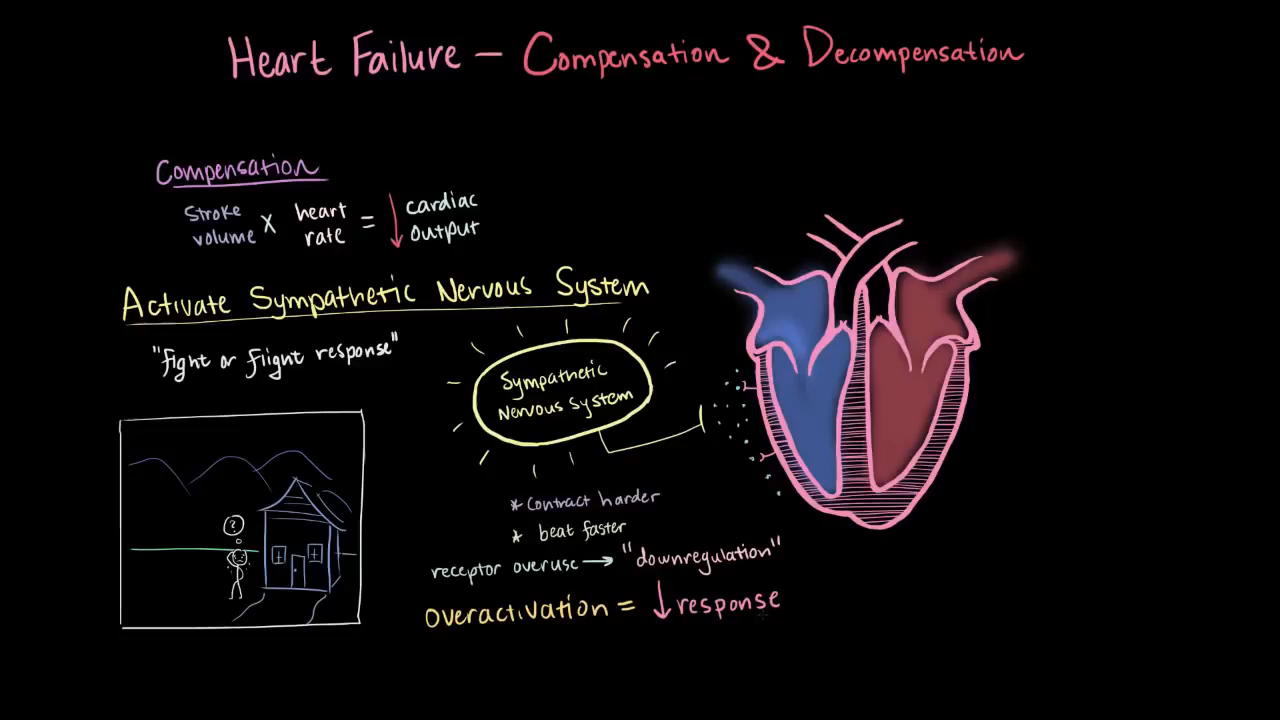 Heart Failure – Compensation & Decompensation
Compensation
stroke volume x heart rate = ↓ cardiac output
Activate Sympathetic Nervous System
"fight or flight response"
Sympathetic
Nervous System
* Contract harder
* beat faster
receptor overuse → "downregulation"
overactivation = ↓ response
?